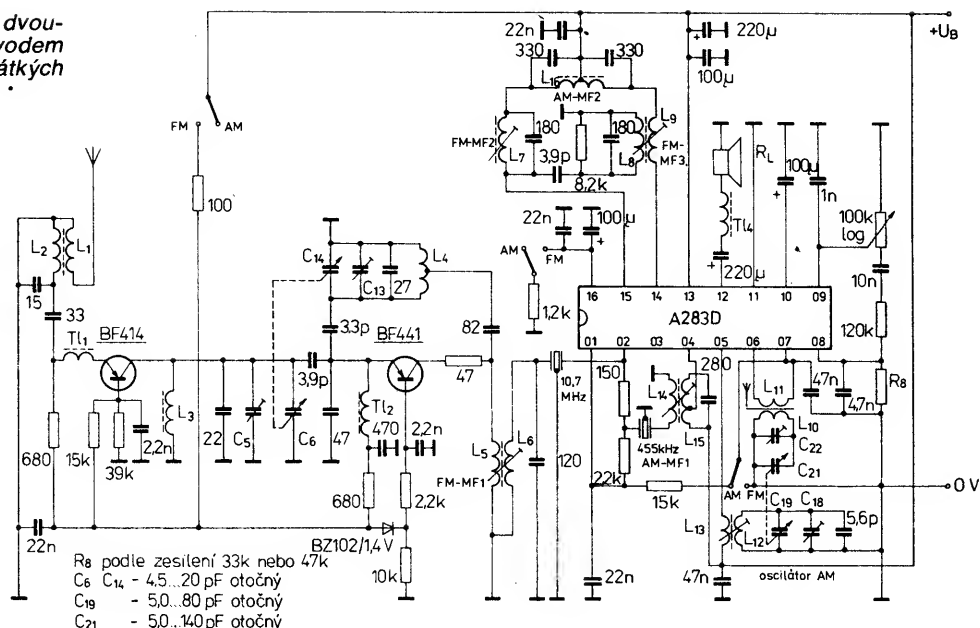 dvou-
vodem
átkých
+UB
FM
AM
100
22n
330
330
L16
AM-MF2
220µ
100µ
FM-MF2
180
L7
3,9p
8,2k
180
L8
L9
FM-MF3
RL
Tl4
220µ
100µ
1n
100k log
10n
120k
22n
100µ
AM
FM
1,2k
L2
L1
15
33
Tl1
BF414
C14
C13
27
L4
3,3p
BF441
82
47
3,9p
L3
22
C5
C6
47
Tl2
470
2,2n
2,2n
680
15k
39k
22n
680
2,2k
BZ102/1,4V
10k
L5
L6
FM-MF1
120
10,7 MHz
16 15 14 13 12 11 10 09
A283D
01 02 03 04 05 06 07 08
150
22k
L14
455kHz
AM-MF1
L15
280
L11
L10
C22
C21
47n
4,7n
R8
0 V
15k
AM
FM
L13
L12
C19
C18
5,6p
oscilátor AM
22n
47n
R8 podle zesílení 33k nebo 47k
C6 C14 - 4,5...20 pF otočný
C19 - 5,0...80 pF otočný
C21 - 5,0...140 pF otočný